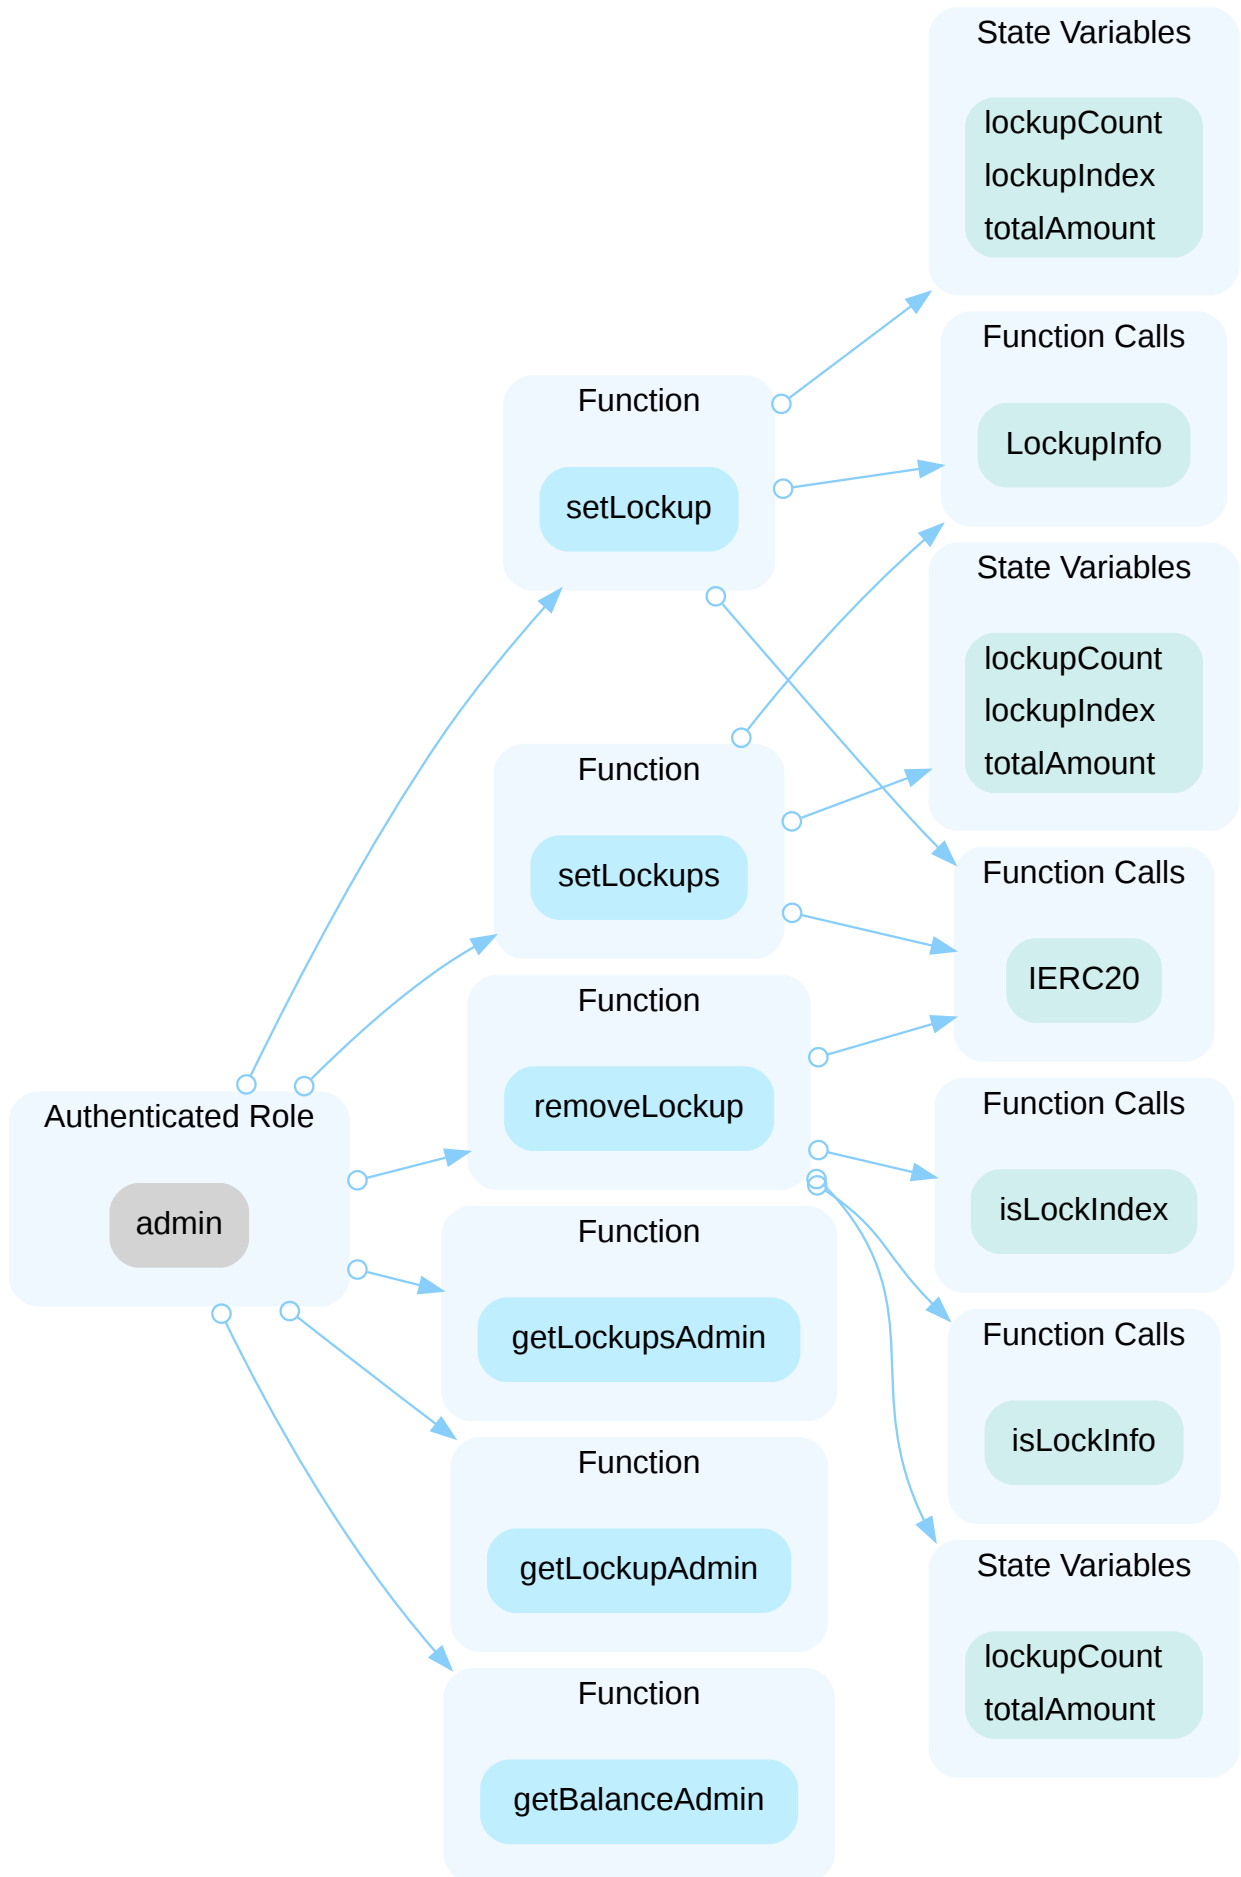 State Variables
lockupCount
lockupIndex
totalAmount
Function Calls
LockupInfo
Function
setLockup
State Variables
lockupCount
lockupIndex
totalAmount
Function
setLockups
Function Calls
IERC20
Function
removeLockup
Authenticated Role
admin
Function Calls
isLockIndex
Function
getLockupsAdmin
Function Calls
isLockInfo
Function
getLockupAdmin
State Variables
lockupCount
totalAmount
Function
getBalanceAdmin